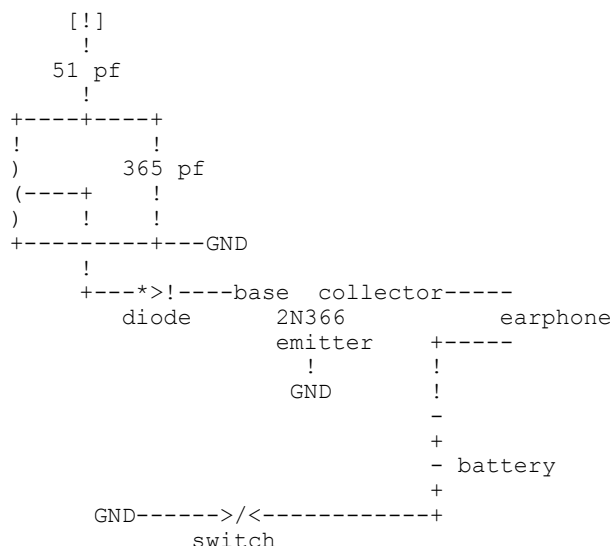 [!]
!
51 pf
!
+----+----+
! !
) 365 pf
(----+ !
) ! !
+---------+---GND
!
+---*>!----base collector-----
diode 2N366 earphone
emitter +-----
! !
GND !
-
+
- battery
+
GND------>/<------------+
switch